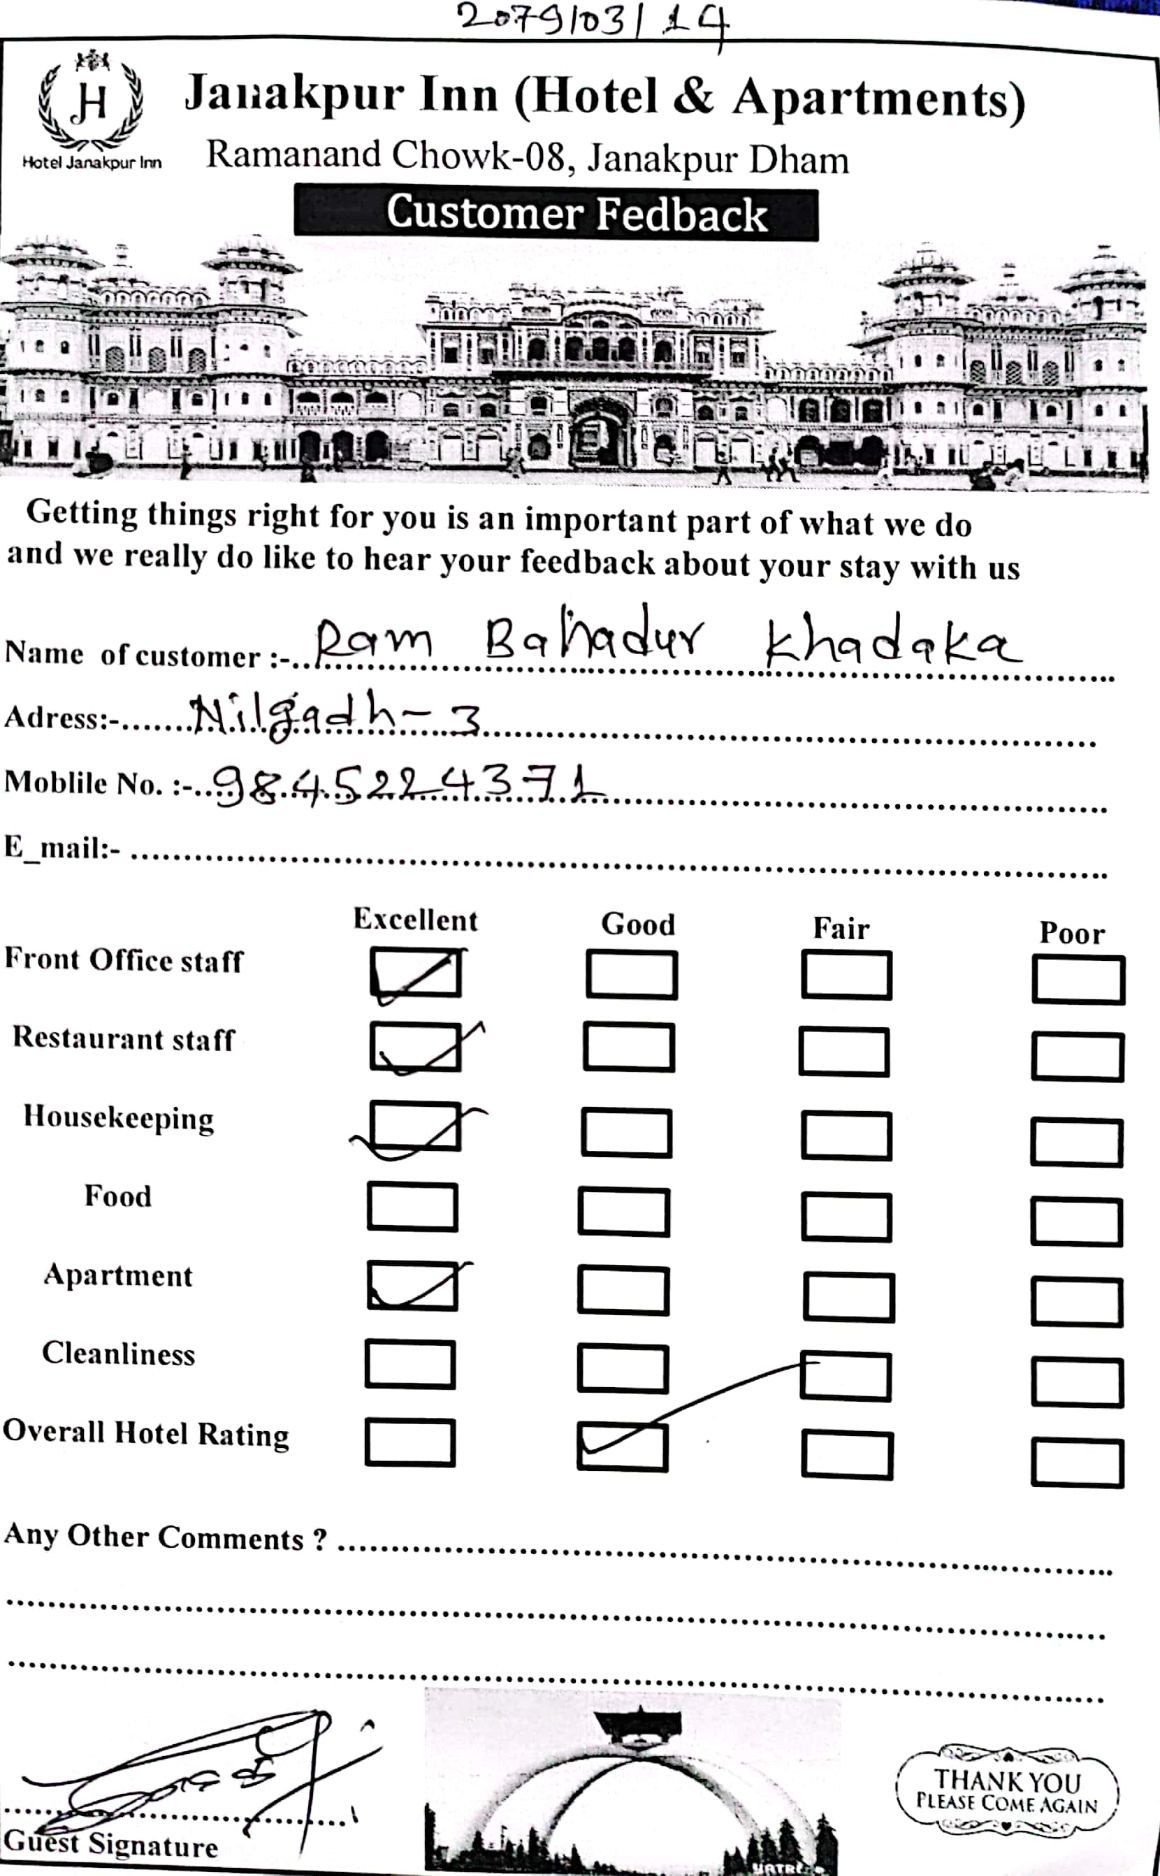 2079/03/14
Janakpur Inn (Hotel & Apartments)
Hotel Janakpur Inn
Ramanand Chowk-08, Janakpur Dham
Customer Fedback
Getting things right for you is an important part of what we do
and we really do like to hear your feedback about your stay with us
Name of customer :- Ram Bahadur Khadaka
Adress:- Nilgadh-3
Moblile No. :- 9845224371
E_mail:-
Excellent Good Fair Poor
Front Office staff
Restaurant staff
Housekeeping
Food
Apartment
Cleanliness
Overall Hotel Rating
Any Other Comments ?
Guest Signature
THANK YOU
PLEASE COME AGAIN